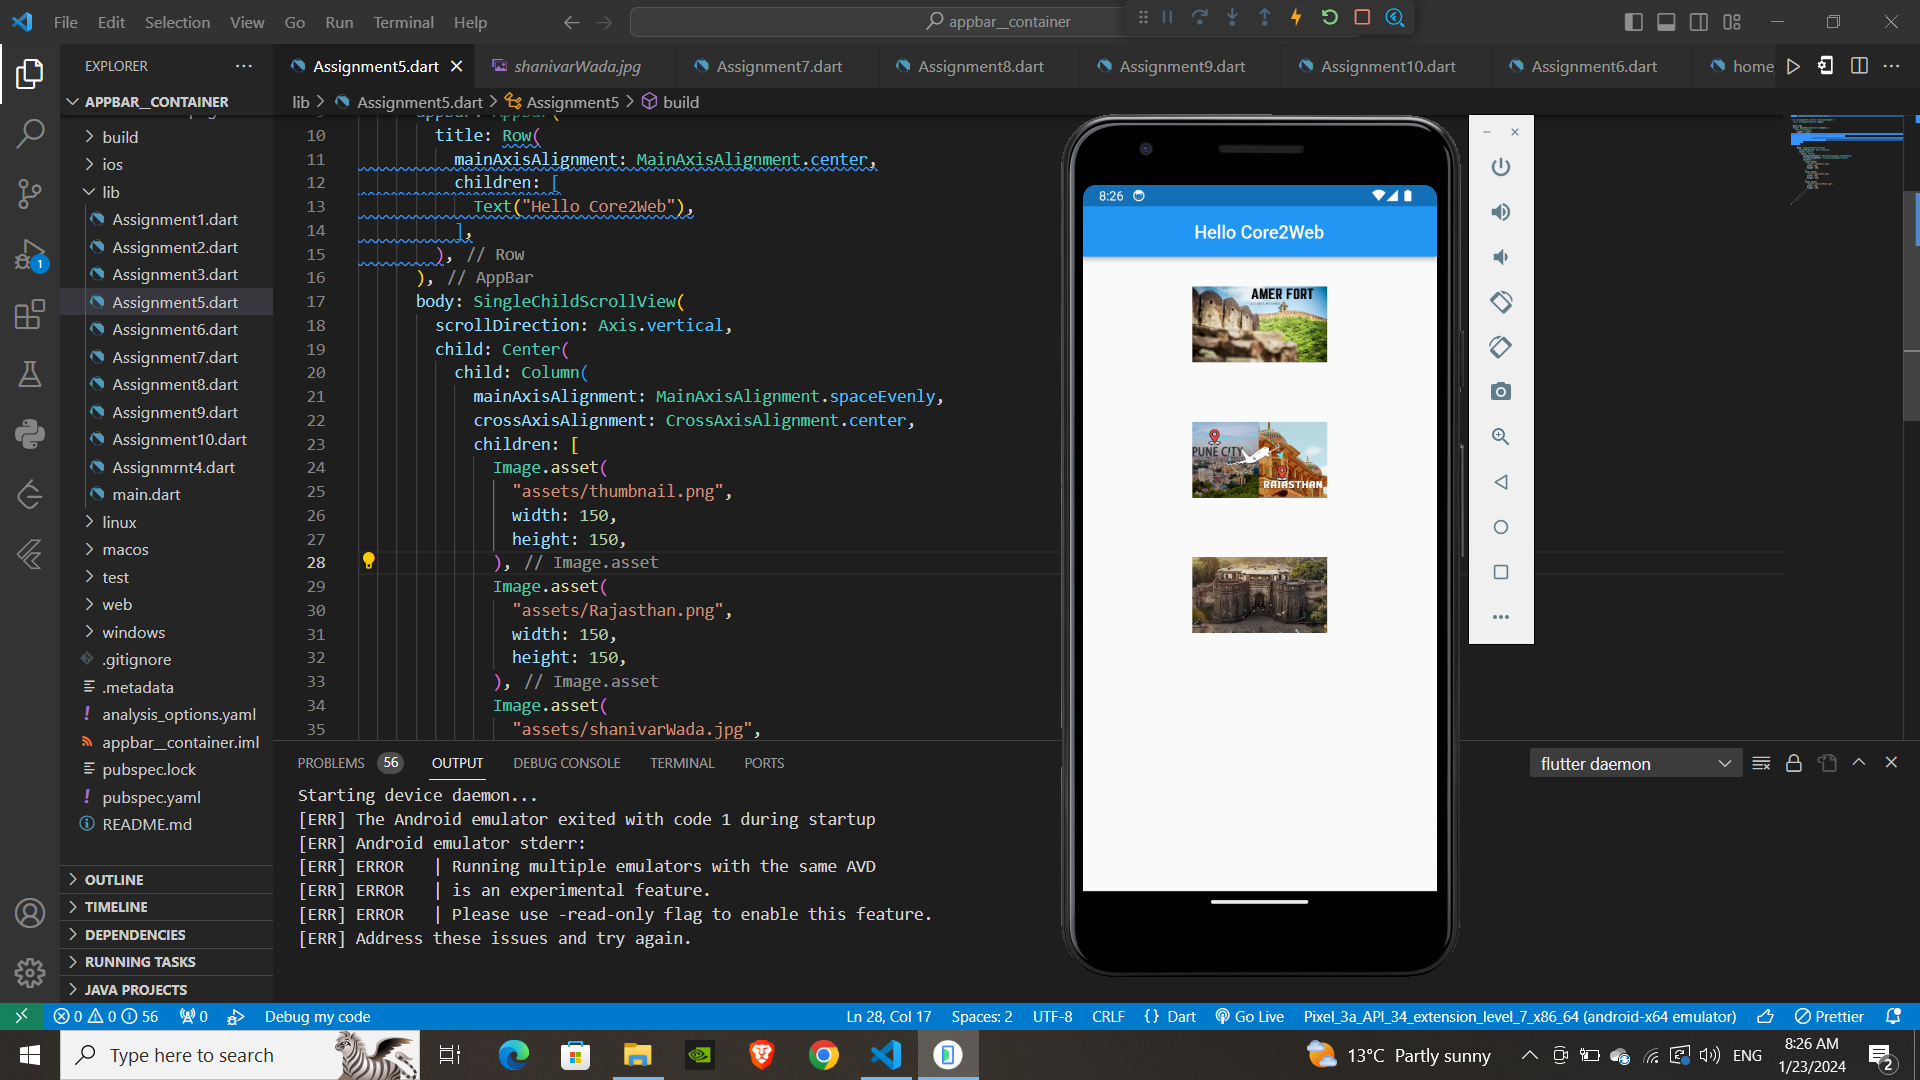 File Edit Selection View Go Run Terminal Help
appbar__container
EXPLORER
Assignment5.dart
shanivarWada.jpg
Assignment7.dart
Assignment8.dart
Assignment9.dart
Assignment10.dart
Assignment6.dart
home
APPBAR__CONTAINER
lib > Assignment5.dart > Assignment5 > build
build
ios
lib
Assignment1.dart
Assignment2.dart
Assignment3.dart
Assignment5.dart
Assignment6.dart
Assignment7.dart
Assignment8.dart
Assignment9.dart
Assignment10.dart
Assignmrnt4.dart
main.dart
linux
macos
test
web
windows
.gitignore
.metadata
analysis_options.yaml
appbar__container.iml
pubspec.lock
pubspec.yaml
README.md
OUTLINE
TIMELINE
DEPENDENCIES
RUNNING TASKS
JAVA PROJECTS
1
appBar: AppBar(
10 title: Row(
11 mainAxisAlignment: MainAxisAlignment.center,
12 children: [
13 Text("Hello Core2Web"),
14 ],
15 ), // Row
16 ), // AppBar
17 body: SingleChildScrollView(
18 scrollDirection: Axis.vertical,
19 child: Center(
20 child: Column(
21 mainAxisAlignment: MainAxisAlignment.spaceEvenly,
22 crossAxisAlignment: CrossAxisAlignment.center,
23 children: [
24 Image.asset(
25 "assets/thumbnail.png",
26 width: 150,
27 height: 150,
28 ), // Image.asset
29 Image.asset(
30 "assets/Rajasthan.png",
31 width: 150,
32 height: 150,
33 ), // Image.asset
34 Image.asset(
35 "assets/shanivarWada.jpg",
8:26
Hello Core2Web
AMER FORT
PUNE CITY
RAJASTHAN
PROBLEMS 56 OUTPUT DEBUG CONSOLE TERMINAL PORTS
flutter daemon
Starting device daemon...
[ERR] The Android emulator exited with code 1 during startup
[ERR] Android emulator stderr:
[ERR] ERROR | Running multiple emulators with the same AVD
[ERR] ERROR | is an experimental feature.
[ERR] ERROR | Please use -read-only flag to enable this feature.
[ERR] Address these issues and try again.
0 0 56 0 Debug my code
Ln 28, Col 17 Spaces: 2 UTF-8 CRLF {} Dart Go Live Pixel_3a_API_34_extension_level_7_x86_64 (android-x64 emulator) Prettier
Type here to search
13°C Partly sunny
ENG
8:26 AM
1/23/2024
2